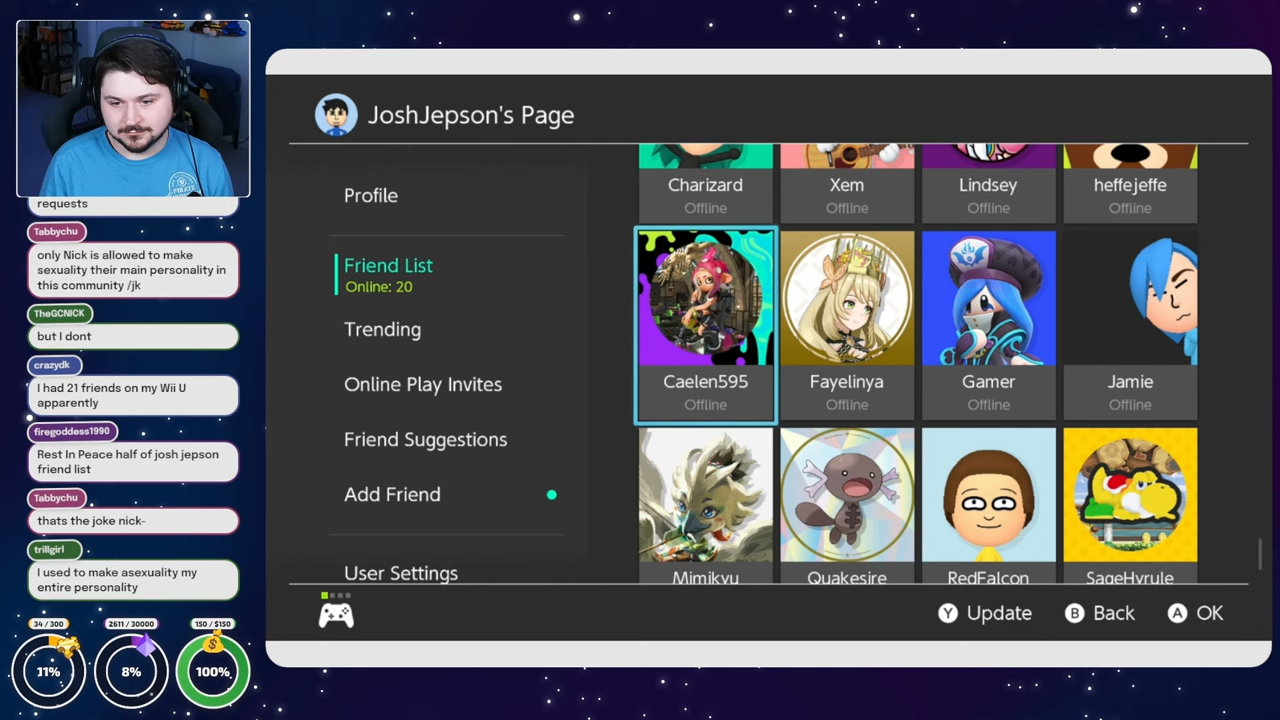 requests
Tabbychu
only Nick is allowed to make
sexuality their main personality in
this community /jk
TheGCNICK
but I dont
crazydk
I had 21 friends on my Wii U
apparently
firegoddess1990
Rest In Peace half of josh jepson
friend list
Tabbychu
thats the joke nick-
trillgirl
I used to make asexuality my
entire personality
34 / 300
2611 / 30000
150 / $150
11%
8%
100%
JoshJepson's Page
Profile
Friend List
Online: 20
Trending
Online Play Invites
Friend Suggestions
Add Friend
User Settings
Charizard
Xem
Lindsey
heffejeffe
Offline
Offline
Offline
Offline
Caelen595
Fayelinya
Gamer
Jamie
Offline
Offline
Offline
Offline
Mimikyu
Quaksire
RedFalcon
SageHyrule
Y Update
B Back
A OK